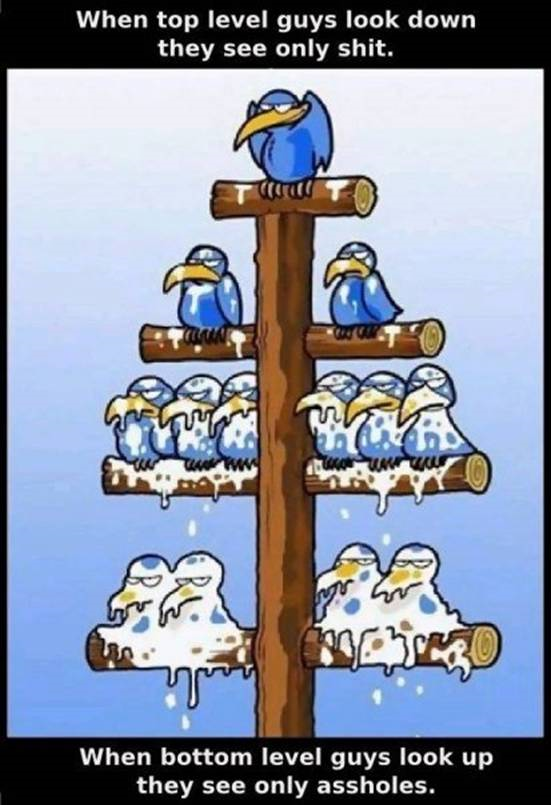 When top level guys look down
they see only shit.
When bottom level guys look up
they see only assholes.